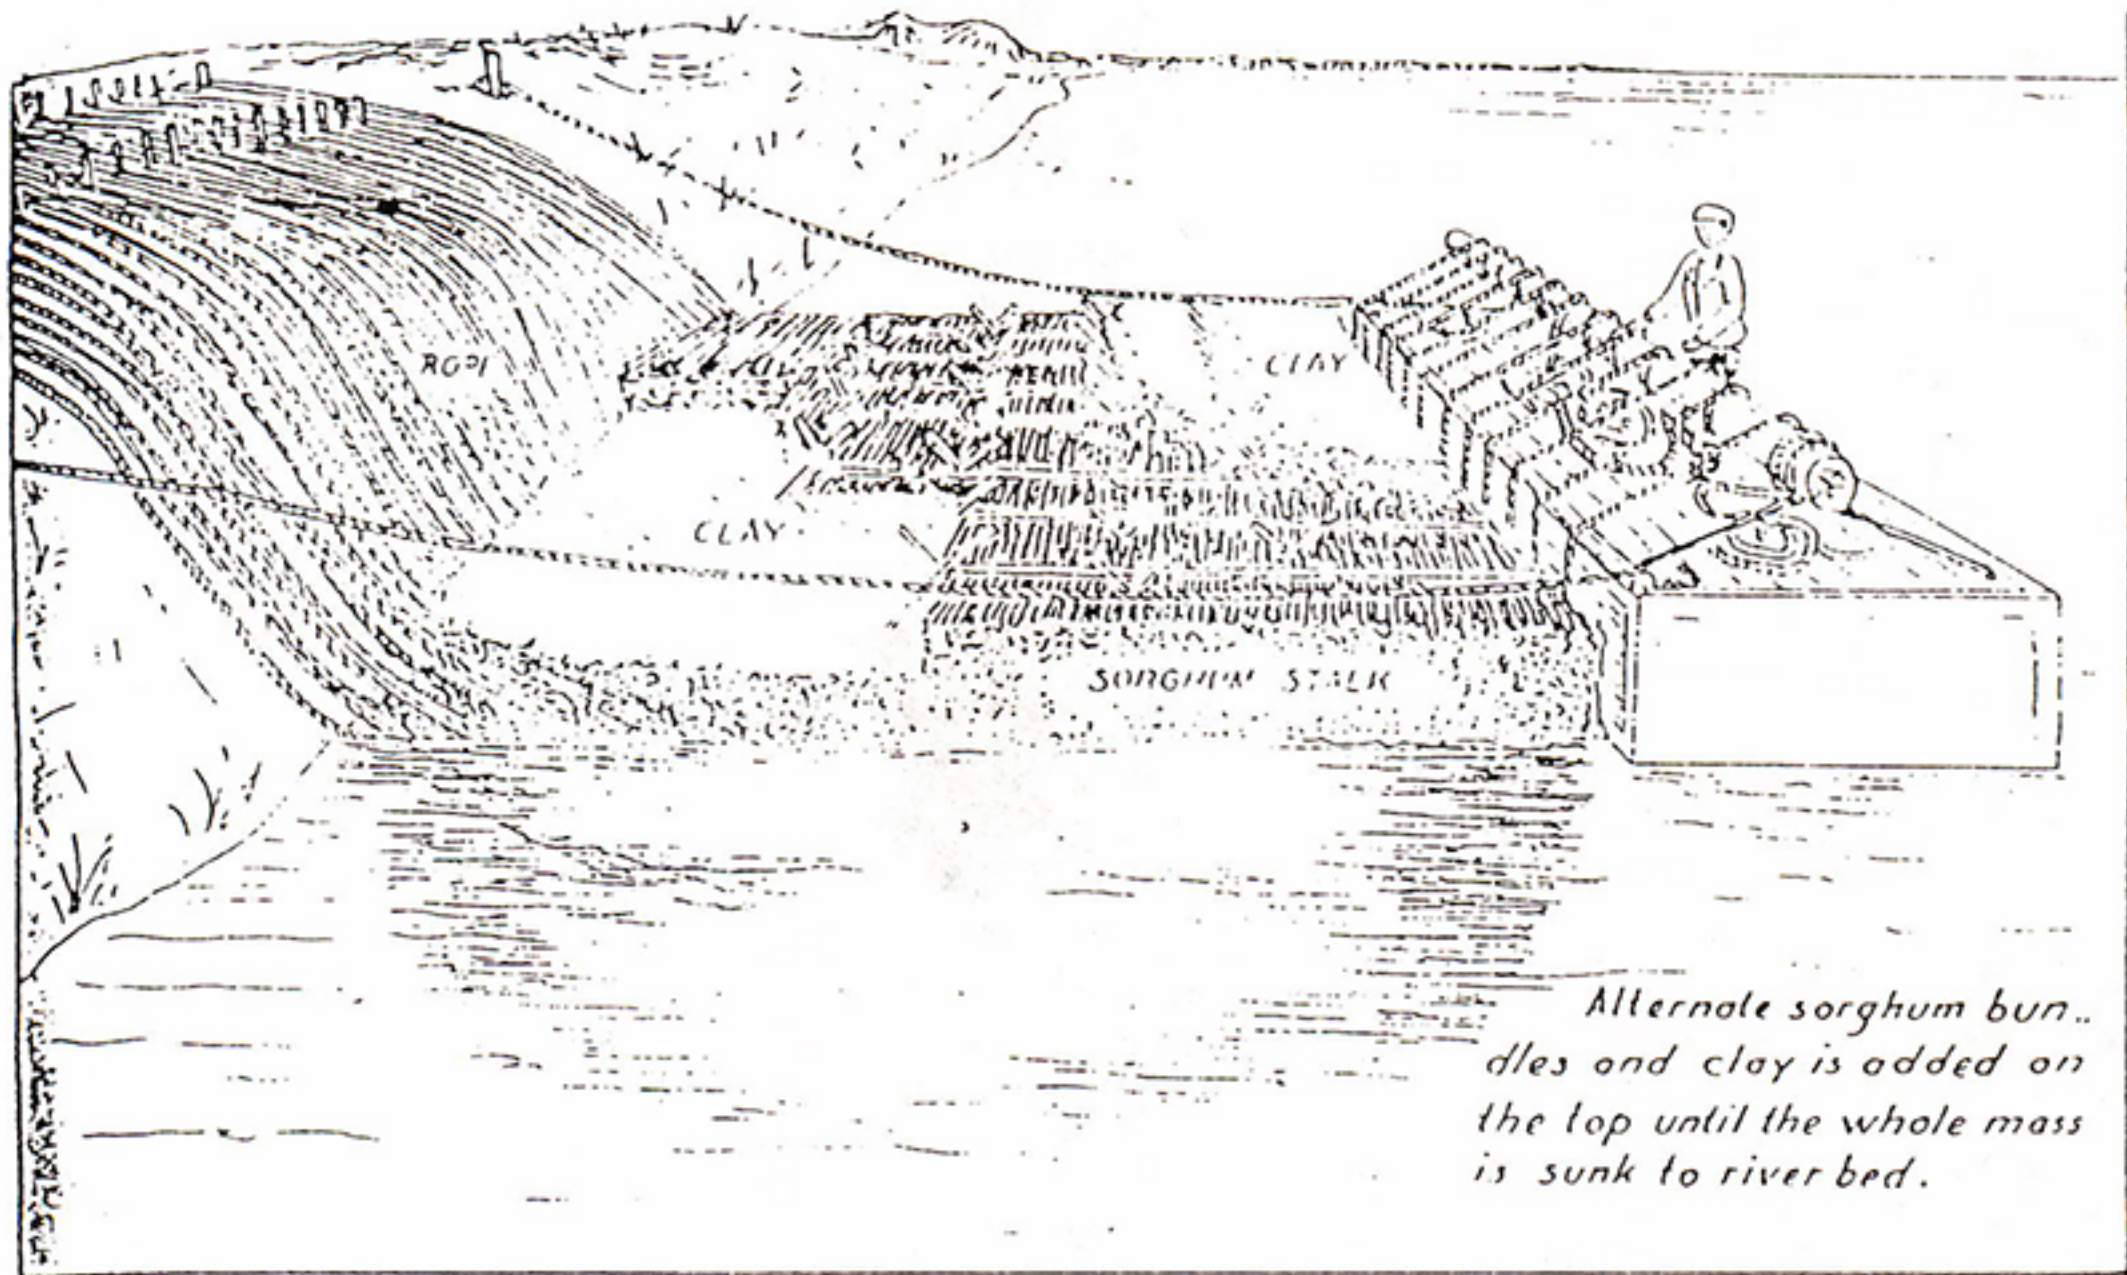 ROPE
CLAY
CLAY
SORGHUM STALK
Alternate sorghum bun..
dles and clay is added on
the top until the whole mass
is sunk to river bed.